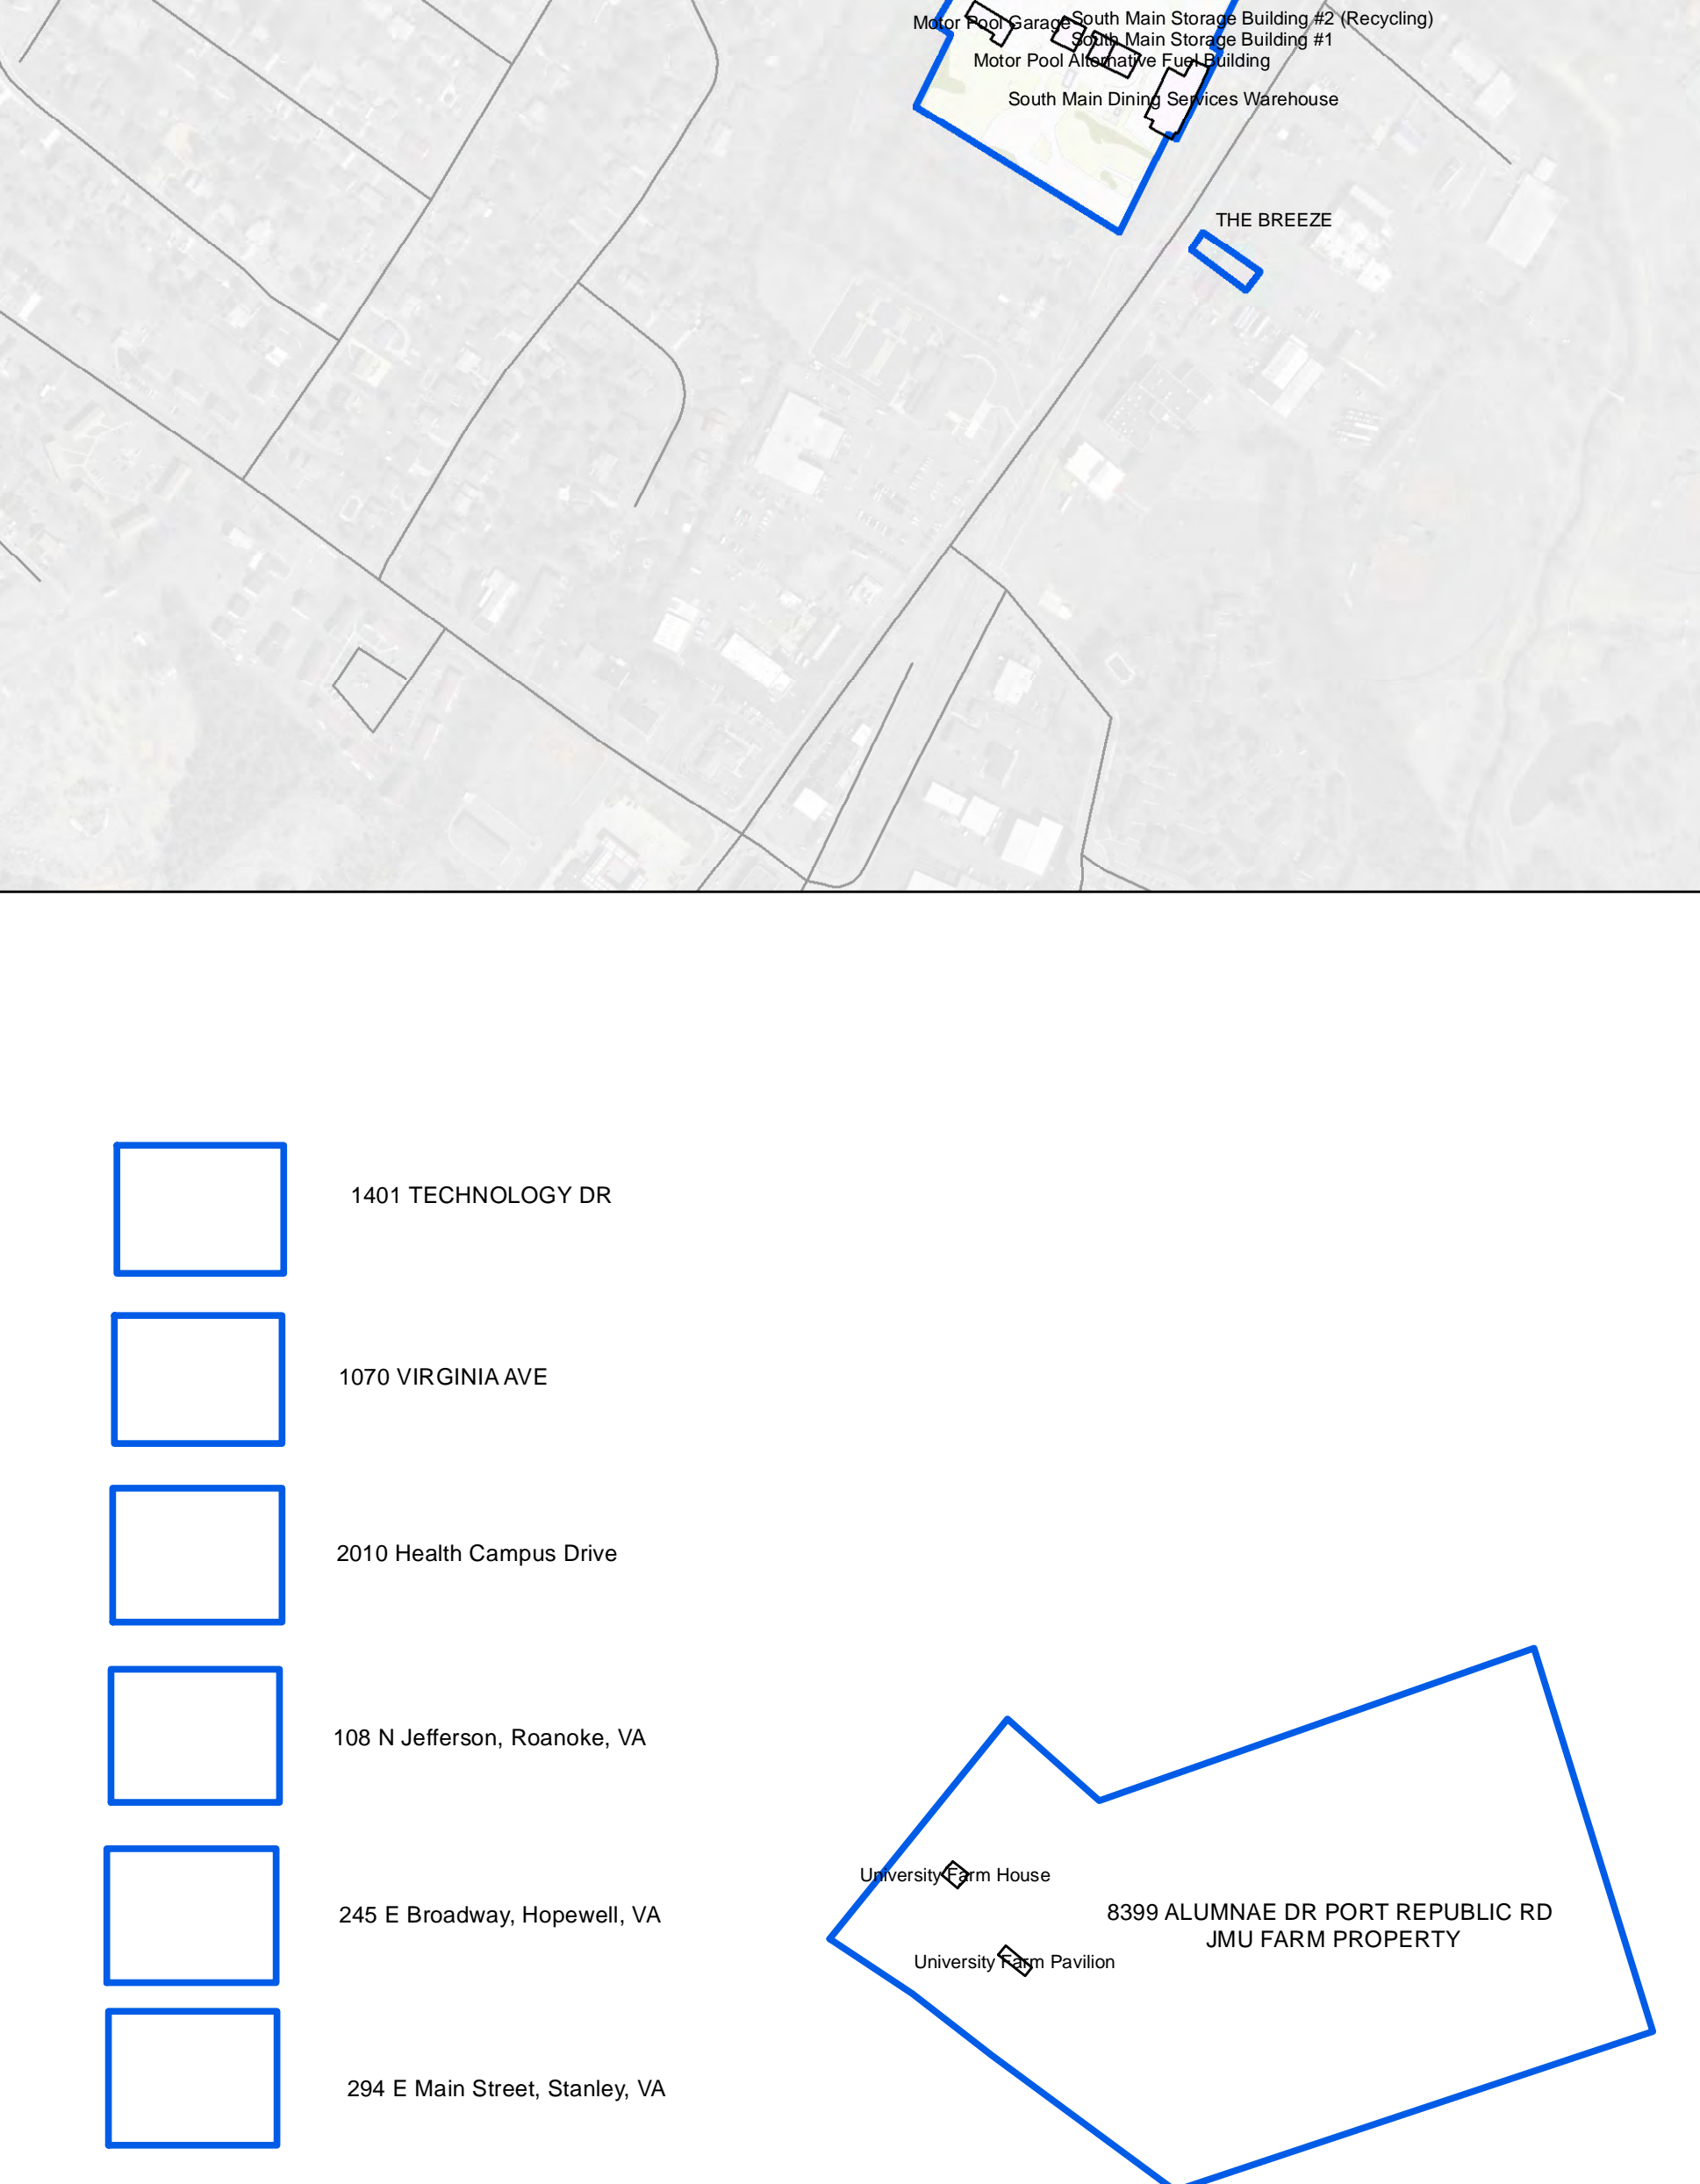 Motor Pool Garage
South Main Storage Building #2 (Recycling)
South Main Storage Building #1
Motor Pool Alternative Fuel Building
South Main Dining Services Warehouse
THE BREEZE
1401 TECHNOLOGY DR
1070 VIRGINIA AVE
2010 Health Campus Drive
108 N Jefferson, Roanoke, VA
University Farm House
8399 ALUMNAE DR PORT REPUBLIC RD
JMU FARM PROPERTY
245 E Broadway, Hopewell, VA
University Farm Pavilion
294 E Main Street, Stanley, VA